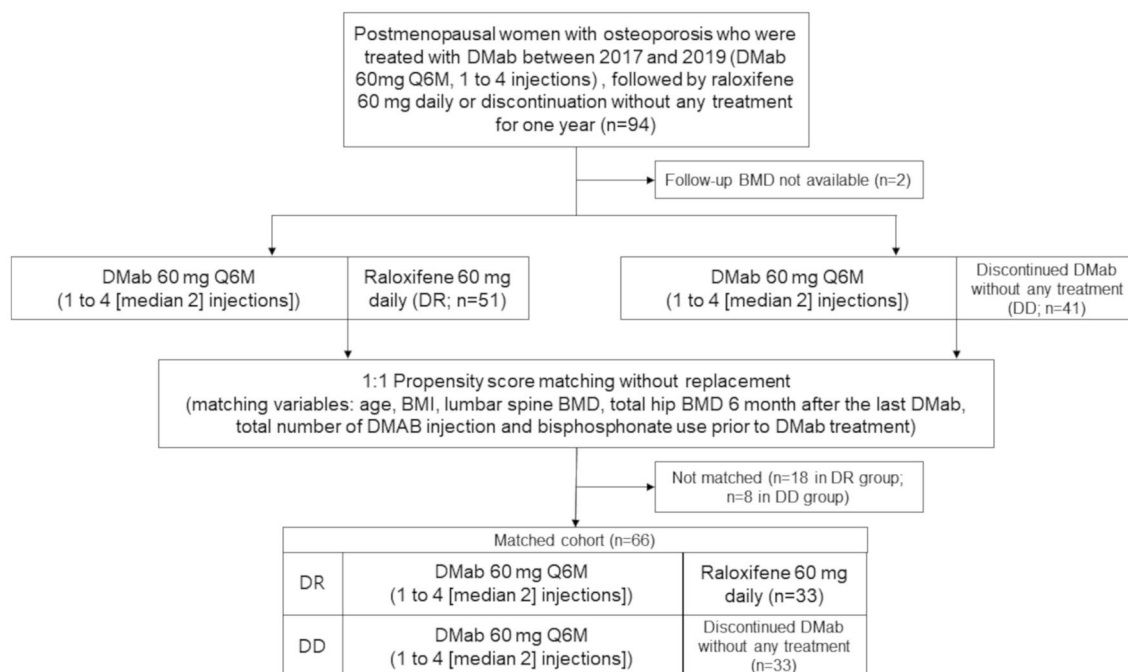 Postmenopausal women with osteoporosis who were
treated with DMab between 2017 and 2019 (DMab
60mg Q6M, 1 to 4 injections) , followed by raloxifene
60 mg daily or discontinuation without any treatment
for one year (n=94)
Follow-up BMD not available (n=2)
DMab 60 mg Q6M
(1 to 4 [median 2] injections])
Raloxifene 60 mg
daily (DR; n=51)
DMab 60 mg Q6M
(1 to 4 [median 2] injections])
Discontinued DMab
without any treatment
(DD; n=41)
1:1 Propensity score matching without replacement
(matching variables: age, BMI, lumbar spine BMD, total hip BMD 6 month after the last DMab,
total number of DMAB injection and bisphosphonate use prior to DMab treatment)
Not matched (n=18 in DR group;
n=8 in DD group)
Matched cohort (n=66)
DR
DMab 60 mg Q6M
(1 to 4 [median 2] injections])
Raloxifene 60 mg
daily (n=33)
DD
DMab 60 mg Q6M
(1 to 4 [median 2] injections])
Discontinued DMab
without any treatment
(n=33)